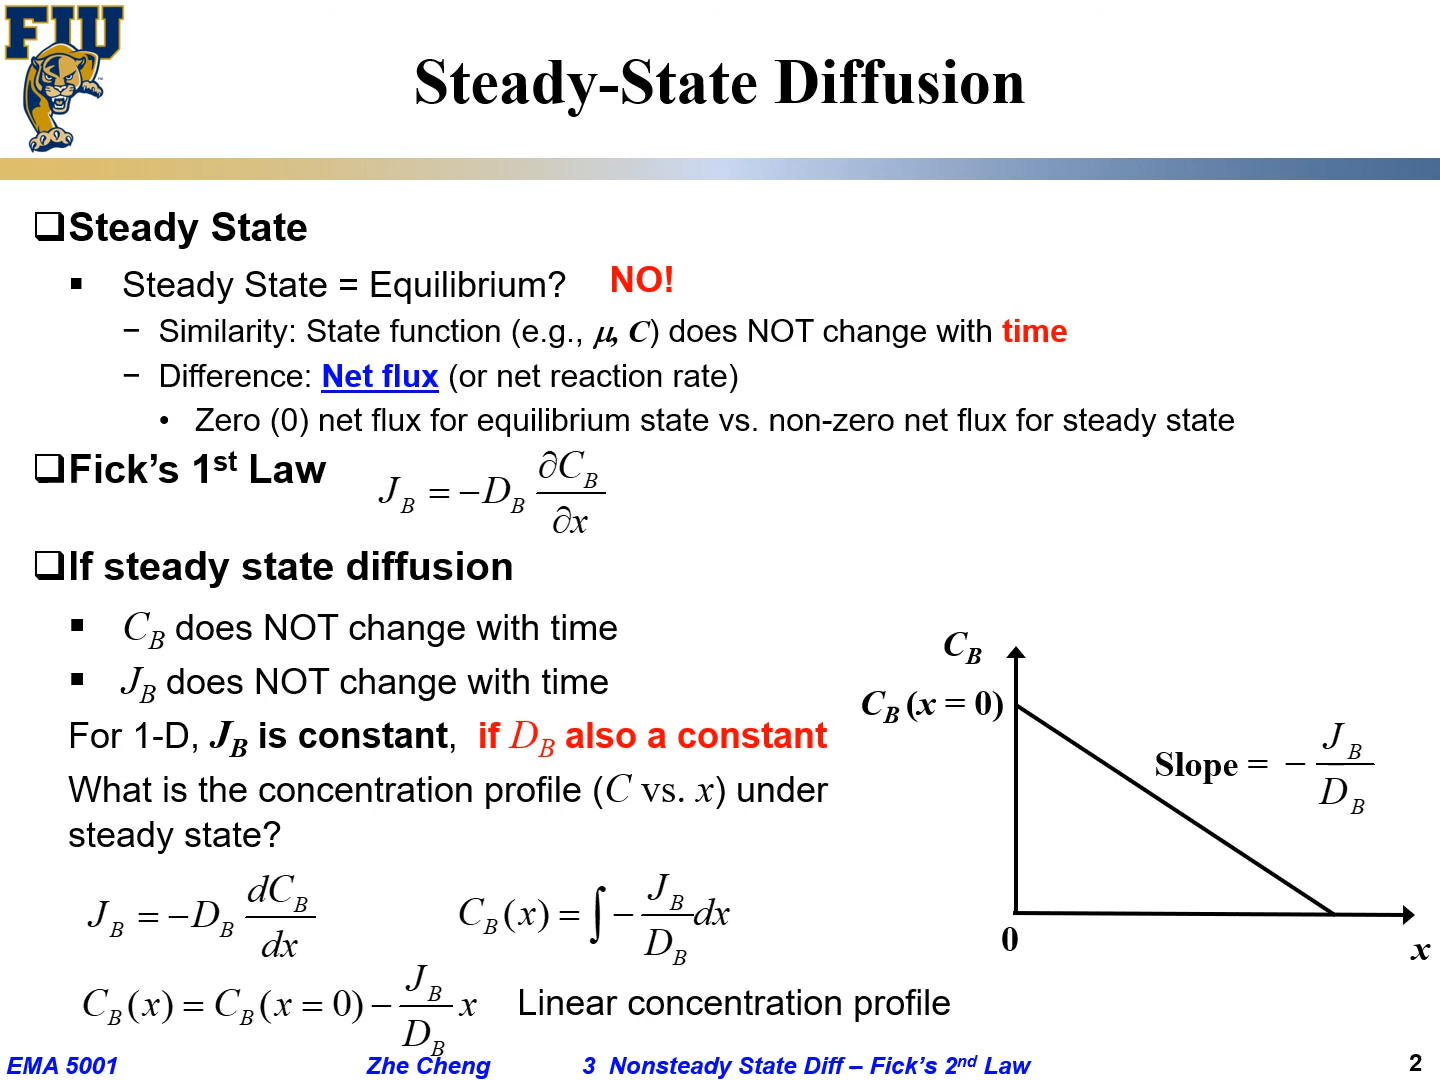 FIU
Steady-State Diffusion
❑Steady State
▪ Steady State = Equilibrium? NO!
− Similarity: State function (e.g., μ, C) does NOT change with time
− Difference: Net flux (or net reaction rate)
• Zero (0) net flux for equilibrium state vs. non-zero net flux for steady state
❑Fick’s 1st Law J_B = −D_B ∂C_B/∂x
❑If steady state diffusion
▪ C_B does NOT change with time
▪ J_B does NOT change with time
For 1-D, J_B is constant, if D_B also a constant
What is the concentration profile (C vs. x) under
steady state?
J_B = −D_B dC_B/dx
C_B(x) = ∫ − J_B/D_B dx
C_B(x) = C_B(x = 0) − J_B/D_B x Linear concentration profile
C_B
C_B (x = 0)
Slope = − J_B/D_B
0
x
EMA 5001 Zhe Cheng 3 Nonsteady State Diff – Fick’s 2nd Law 2